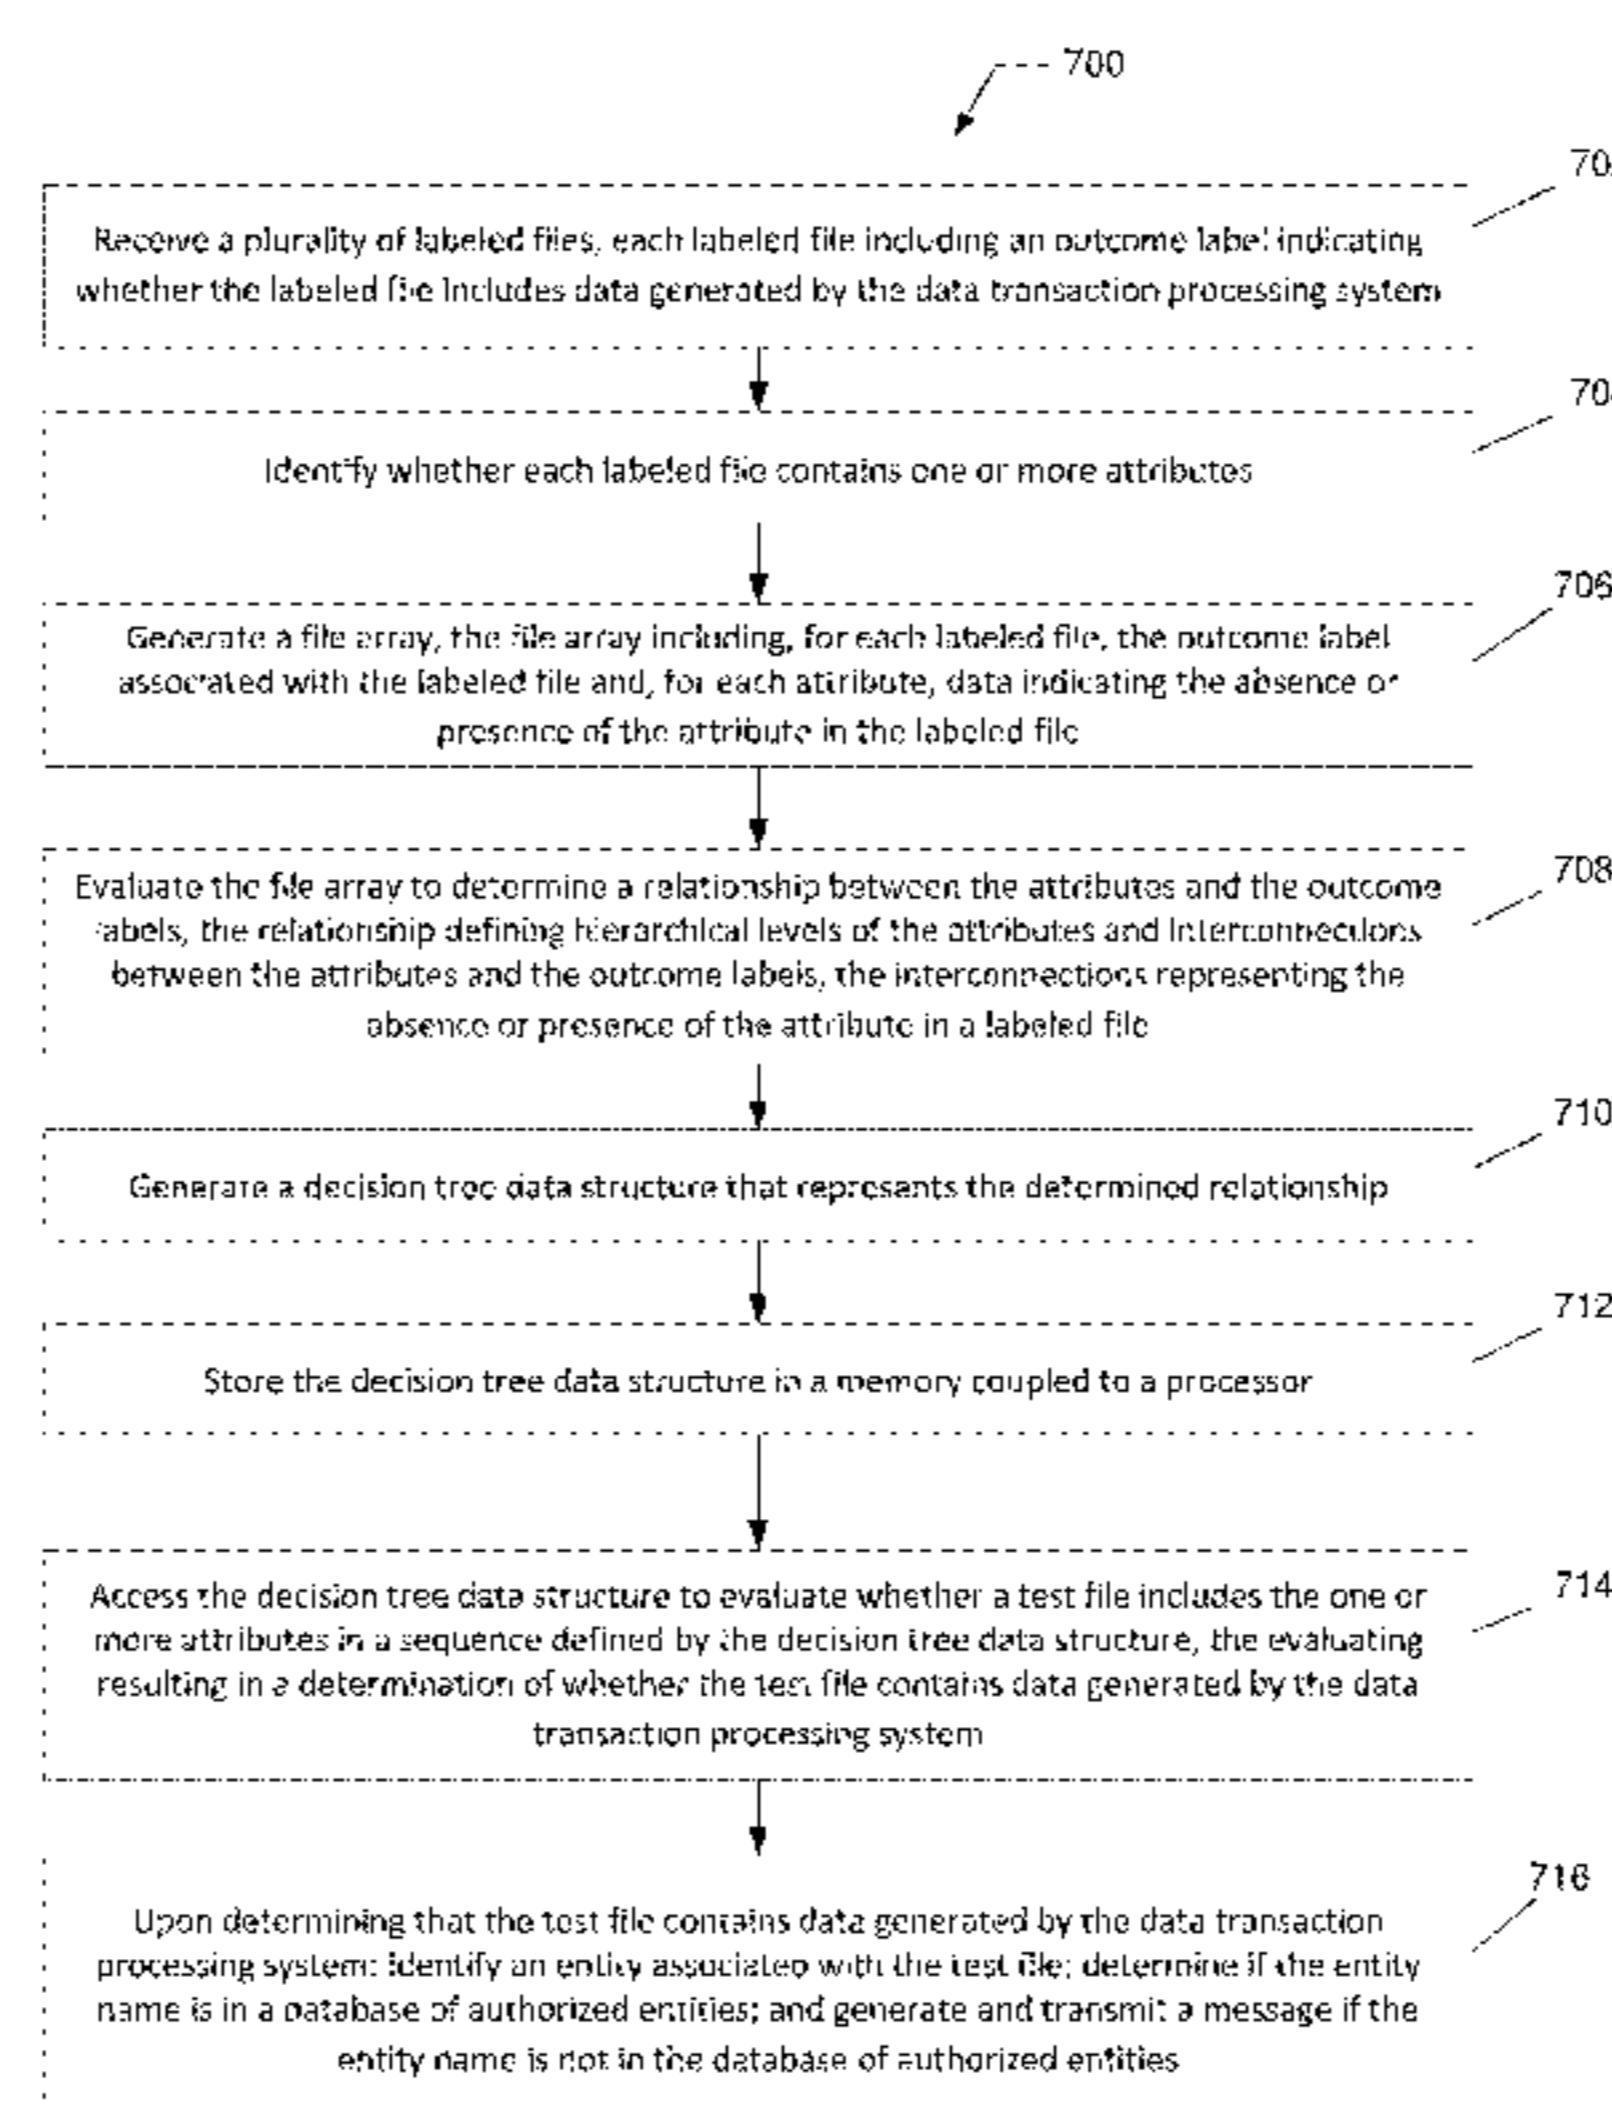 700
70
Receive a plurality of labeled files, each labeled file including an outcome label indicating
whether the labeled file includes data generated by the data transaction processing system
70
Identify whether each labeled file contains one or more attributes
706
Generate a file array, the file array including, for each labeled file, the outcome label
associated with the labeled file and, for each attribute, data indicating the absence or
presence of the attribute in the labeled file
708
Evaluate the file array to determine a relationship between the attributes and the outcome
labels, the relationship defining hierarchical levels of the attributes and interconnections
between the attributes and the outcome labels, the interconnections representing the
absence or presence of the attribute in a labeled file
710
Generate a decision tree data structure that represents the determined relationship
712
Store the decision tree data structure in a memory coupled to a processor
714
Access the decision tree data structure to evaluate whether a test file includes the one or
more attributes in a sequence defined by the decision tree data structure, the evaluating
resulting in a determination of whether the test file contains data generated by the data
transaction processing system
716
Upon determining that the test file contains data generated by the data transaction
processing system: identify an entity associated with the test file; determine if the entity
name is in a database of authorized entities; and generate and transmit a message if the
entity name is not in the database of authorized entities